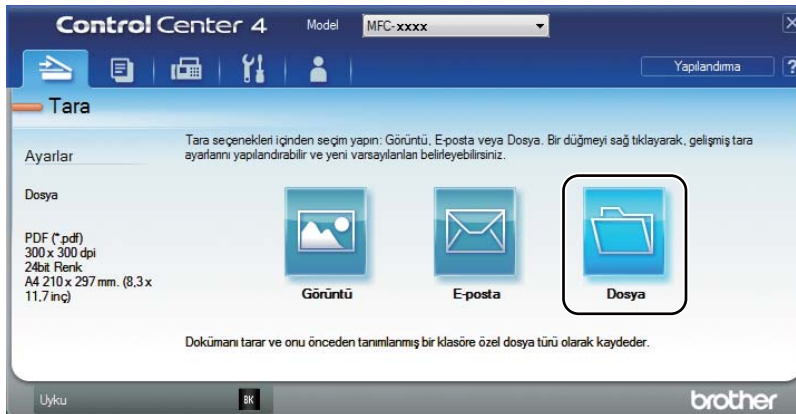 Control Center 4 Model MFC-xxxx
Yapılandırma ?
Tara
Tara seçenekleri içinden seçim yapın: Görüntü, E-posta veya Dosya. Bir düğmeyi sağ tıklayarak, gelişmiş tara
ayarlarını yapılandırabilir ve yeni varsayılanları belirleyebilirsiniz.
Ayarlar
Dosya
PDF (*.pdf)
300 x 300 dpi
24bit Renk
A4 210 x 297 mm. (8,3 x
11,7 inç)
Görüntü E-posta Dosya
Dokümanı tarar ve onu önceden tanımlanmış bir klasöre özel dosya türü olarak kaydeder.
Uyku BK brother